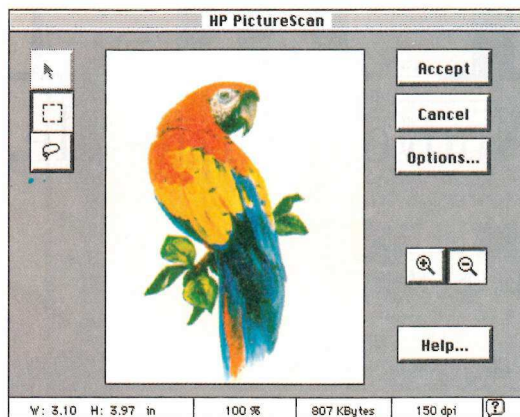 HP PictureScan
Accept
Cancel
Options...
Help...
W: 3.10 H: 3.97 in 100 % 807 KBytes 150 dpi ?